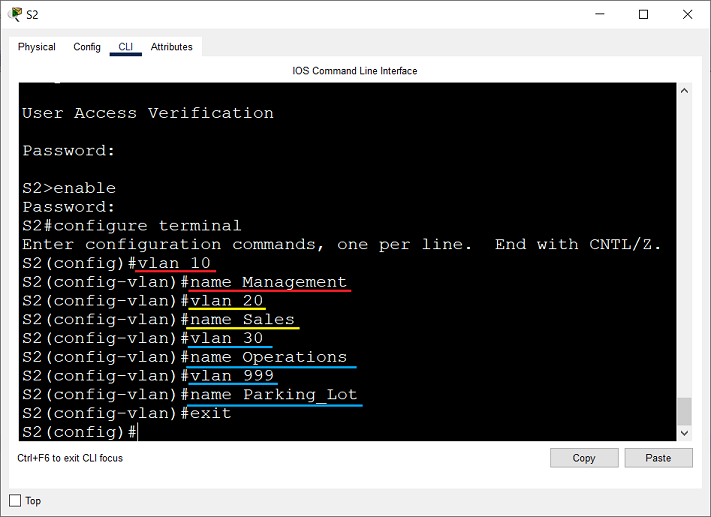 S2
Physical Config CLI Attributes
IOS Command Line Interface
User Access Verification
Password:
S2>enable
Password:
S2#configure terminal
Enter configuration commands, one per line.  End with CNTL/Z.
S2(config)#vlan 10
S2(config-vlan)#name Management
S2(config-vlan)#vlan 20
S2(config-vlan)#name Sales
S2(config-vlan)#vlan 30
S2(config-vlan)#name Operations
S2(config-vlan)#vlan 999
S2(config-vlan)#name Parking_Lot
S2(config-vlan)#exit
S2(config)#
Ctrl+F6 to exit CLI focus Copy Paste
Top